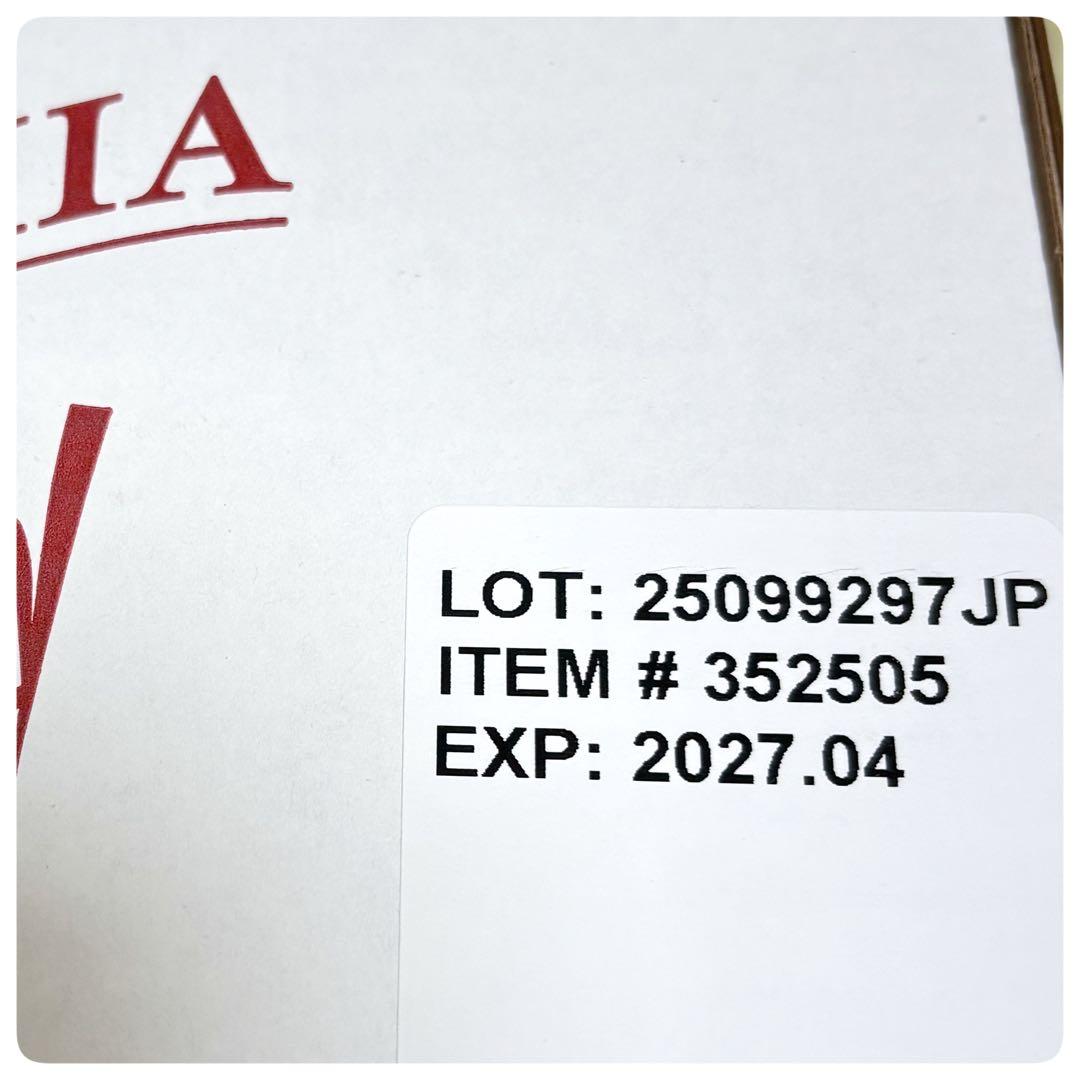 IA
LOT: 25099297JP
ITEM # 352505
EXP: 2027.04